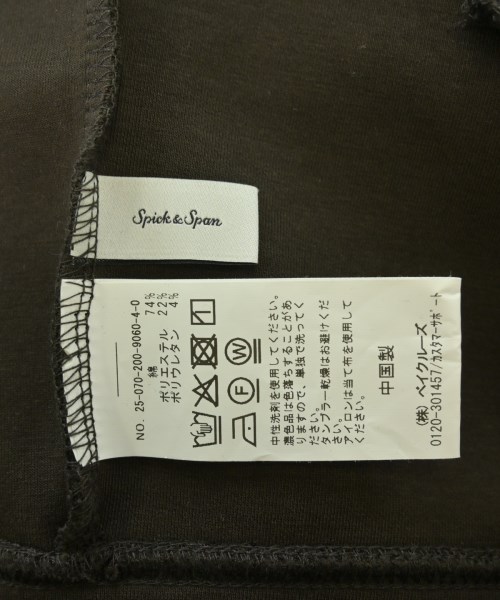 Spick & Span
NO. 25-070-200-9060-4-0
綿 74%
ポリエステル 22%
ポリウレタン 4%
F W
中性洗剤を使用してください。
濃色品は色落ちすることがあ
りますので、単独で洗ってく
ださい。
タンブラー乾燥はお避けくだ
さい。
アイロンは当て布を使用して
ください。
中国製
(株) ベイクルーズ
0120-301457/カスタマーサポート